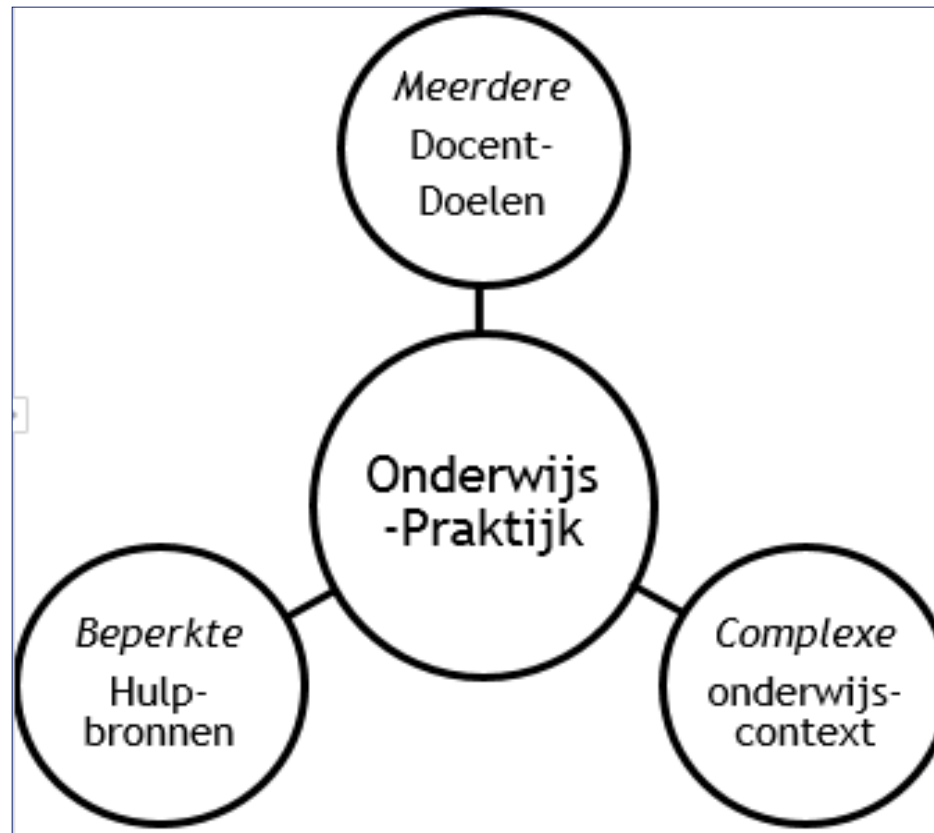 Meerdere
Docent-
Doelen
Onderwijs
-Praktijk
Beperkte
Hulp-
bronnen
Complexe
onderwijs-
context